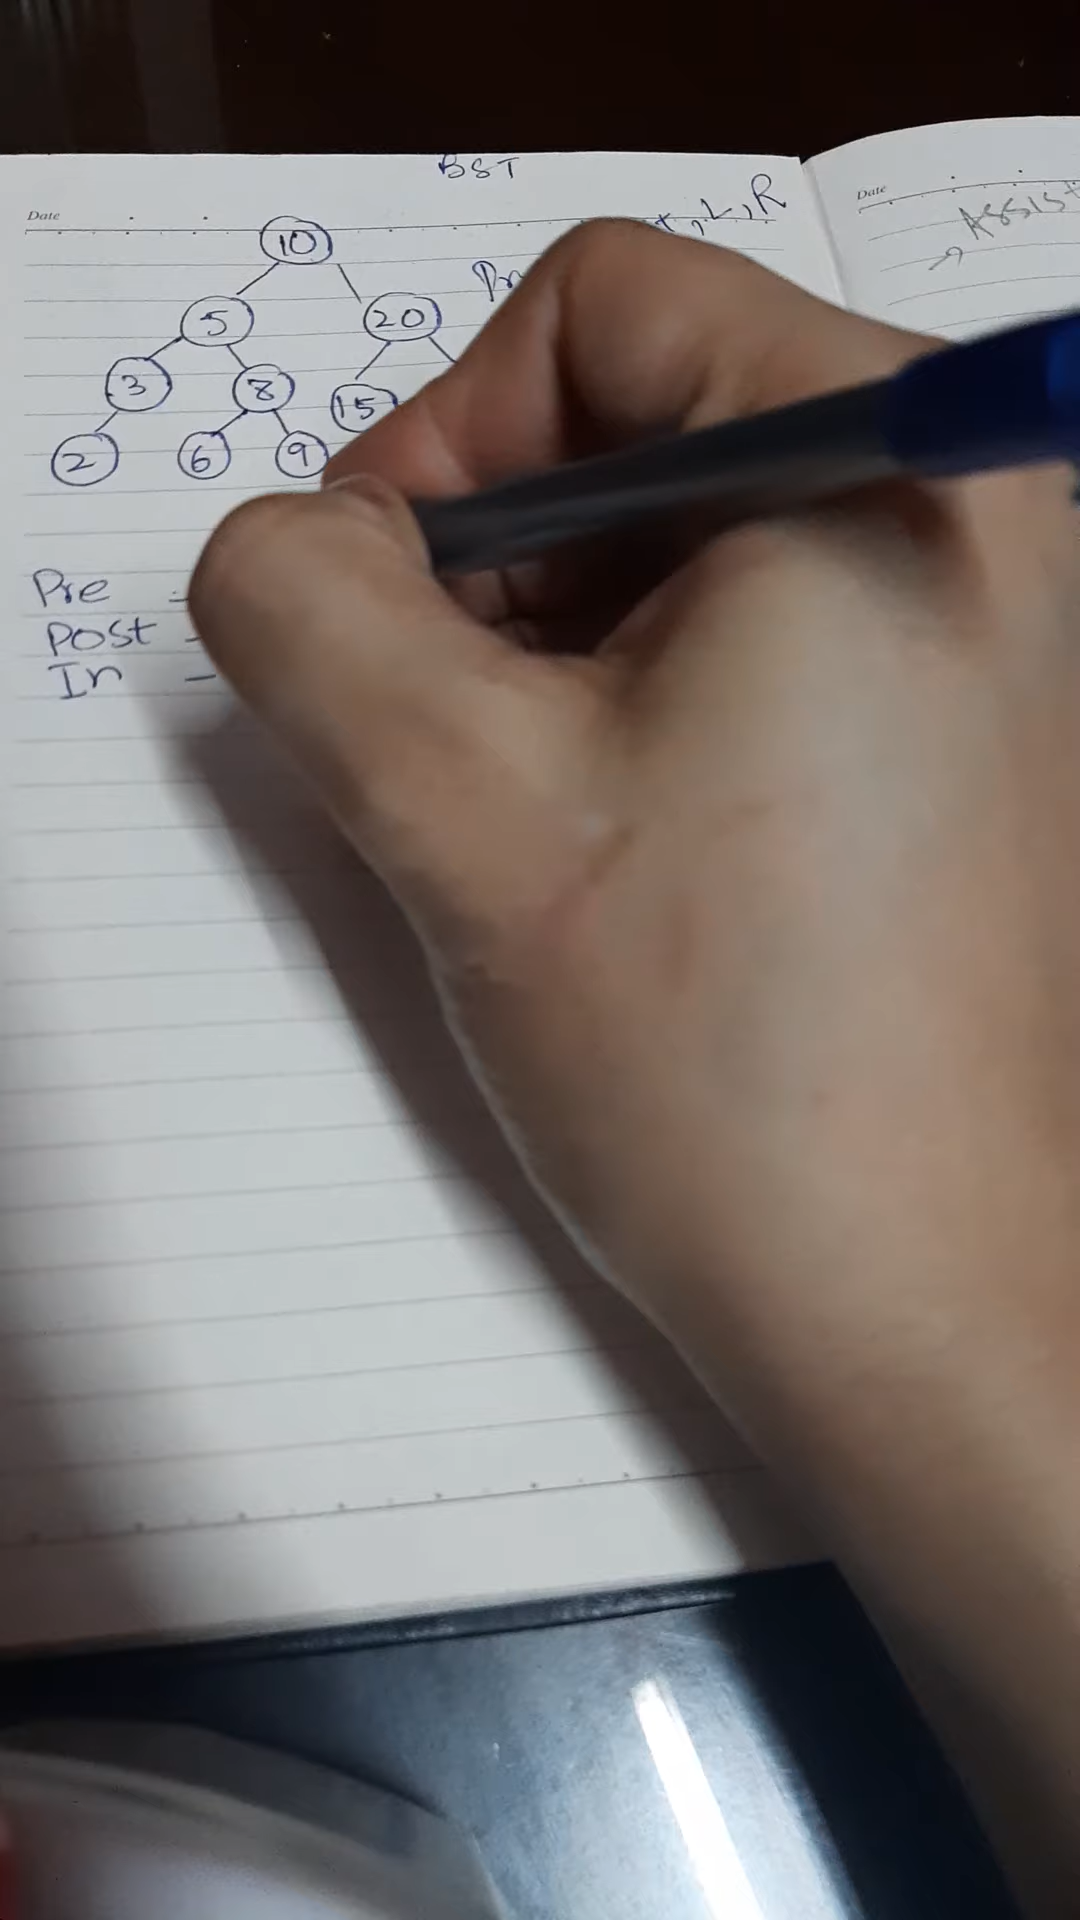 BST
Date
Date
, L, R
Assist
10
5 20
3 8 15
2 6 9
Pre
Post -
In -